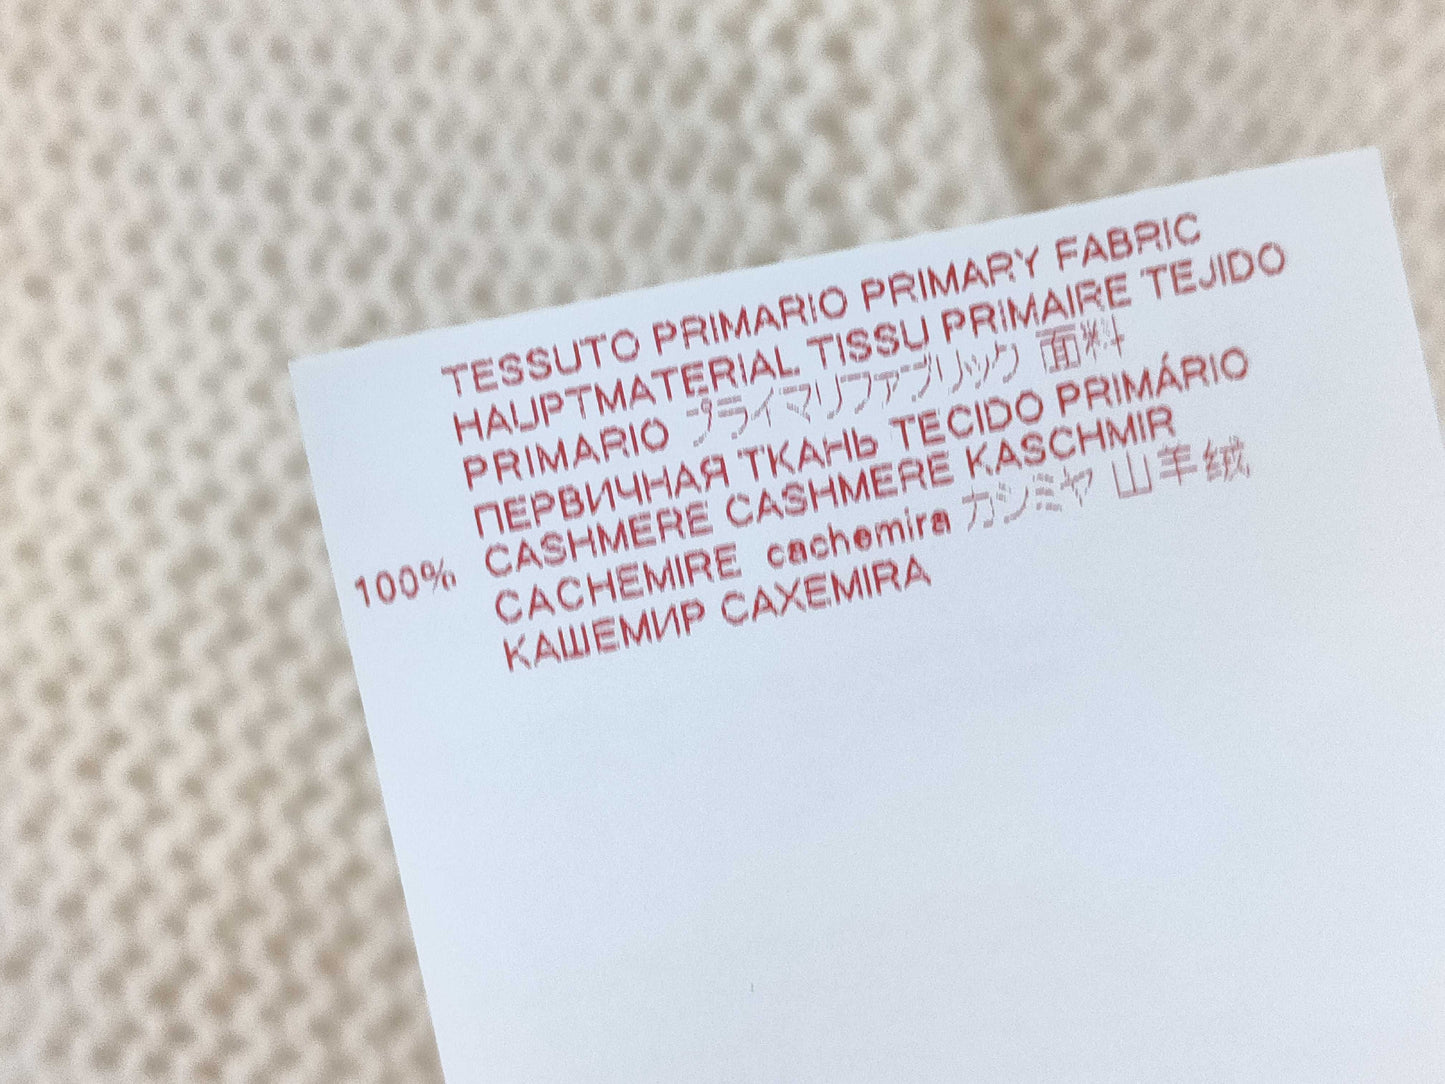 TESSUTO PRIMARIO PRIMARY FABRIC
HAUPTMATERIAL TISSU PRIMAIRE TEJIDO
PRIMARIO プライマリファブリック 面料
ПЕРВИЧНАЯ ТКАНЬ TECIDO PRIMÁRIO
100% CASHMERE CASHMERE KASCHMIR
CACHEMIRE cachemira カシミヤ 山羊绒
КАШЕМИР CAXEMIRA